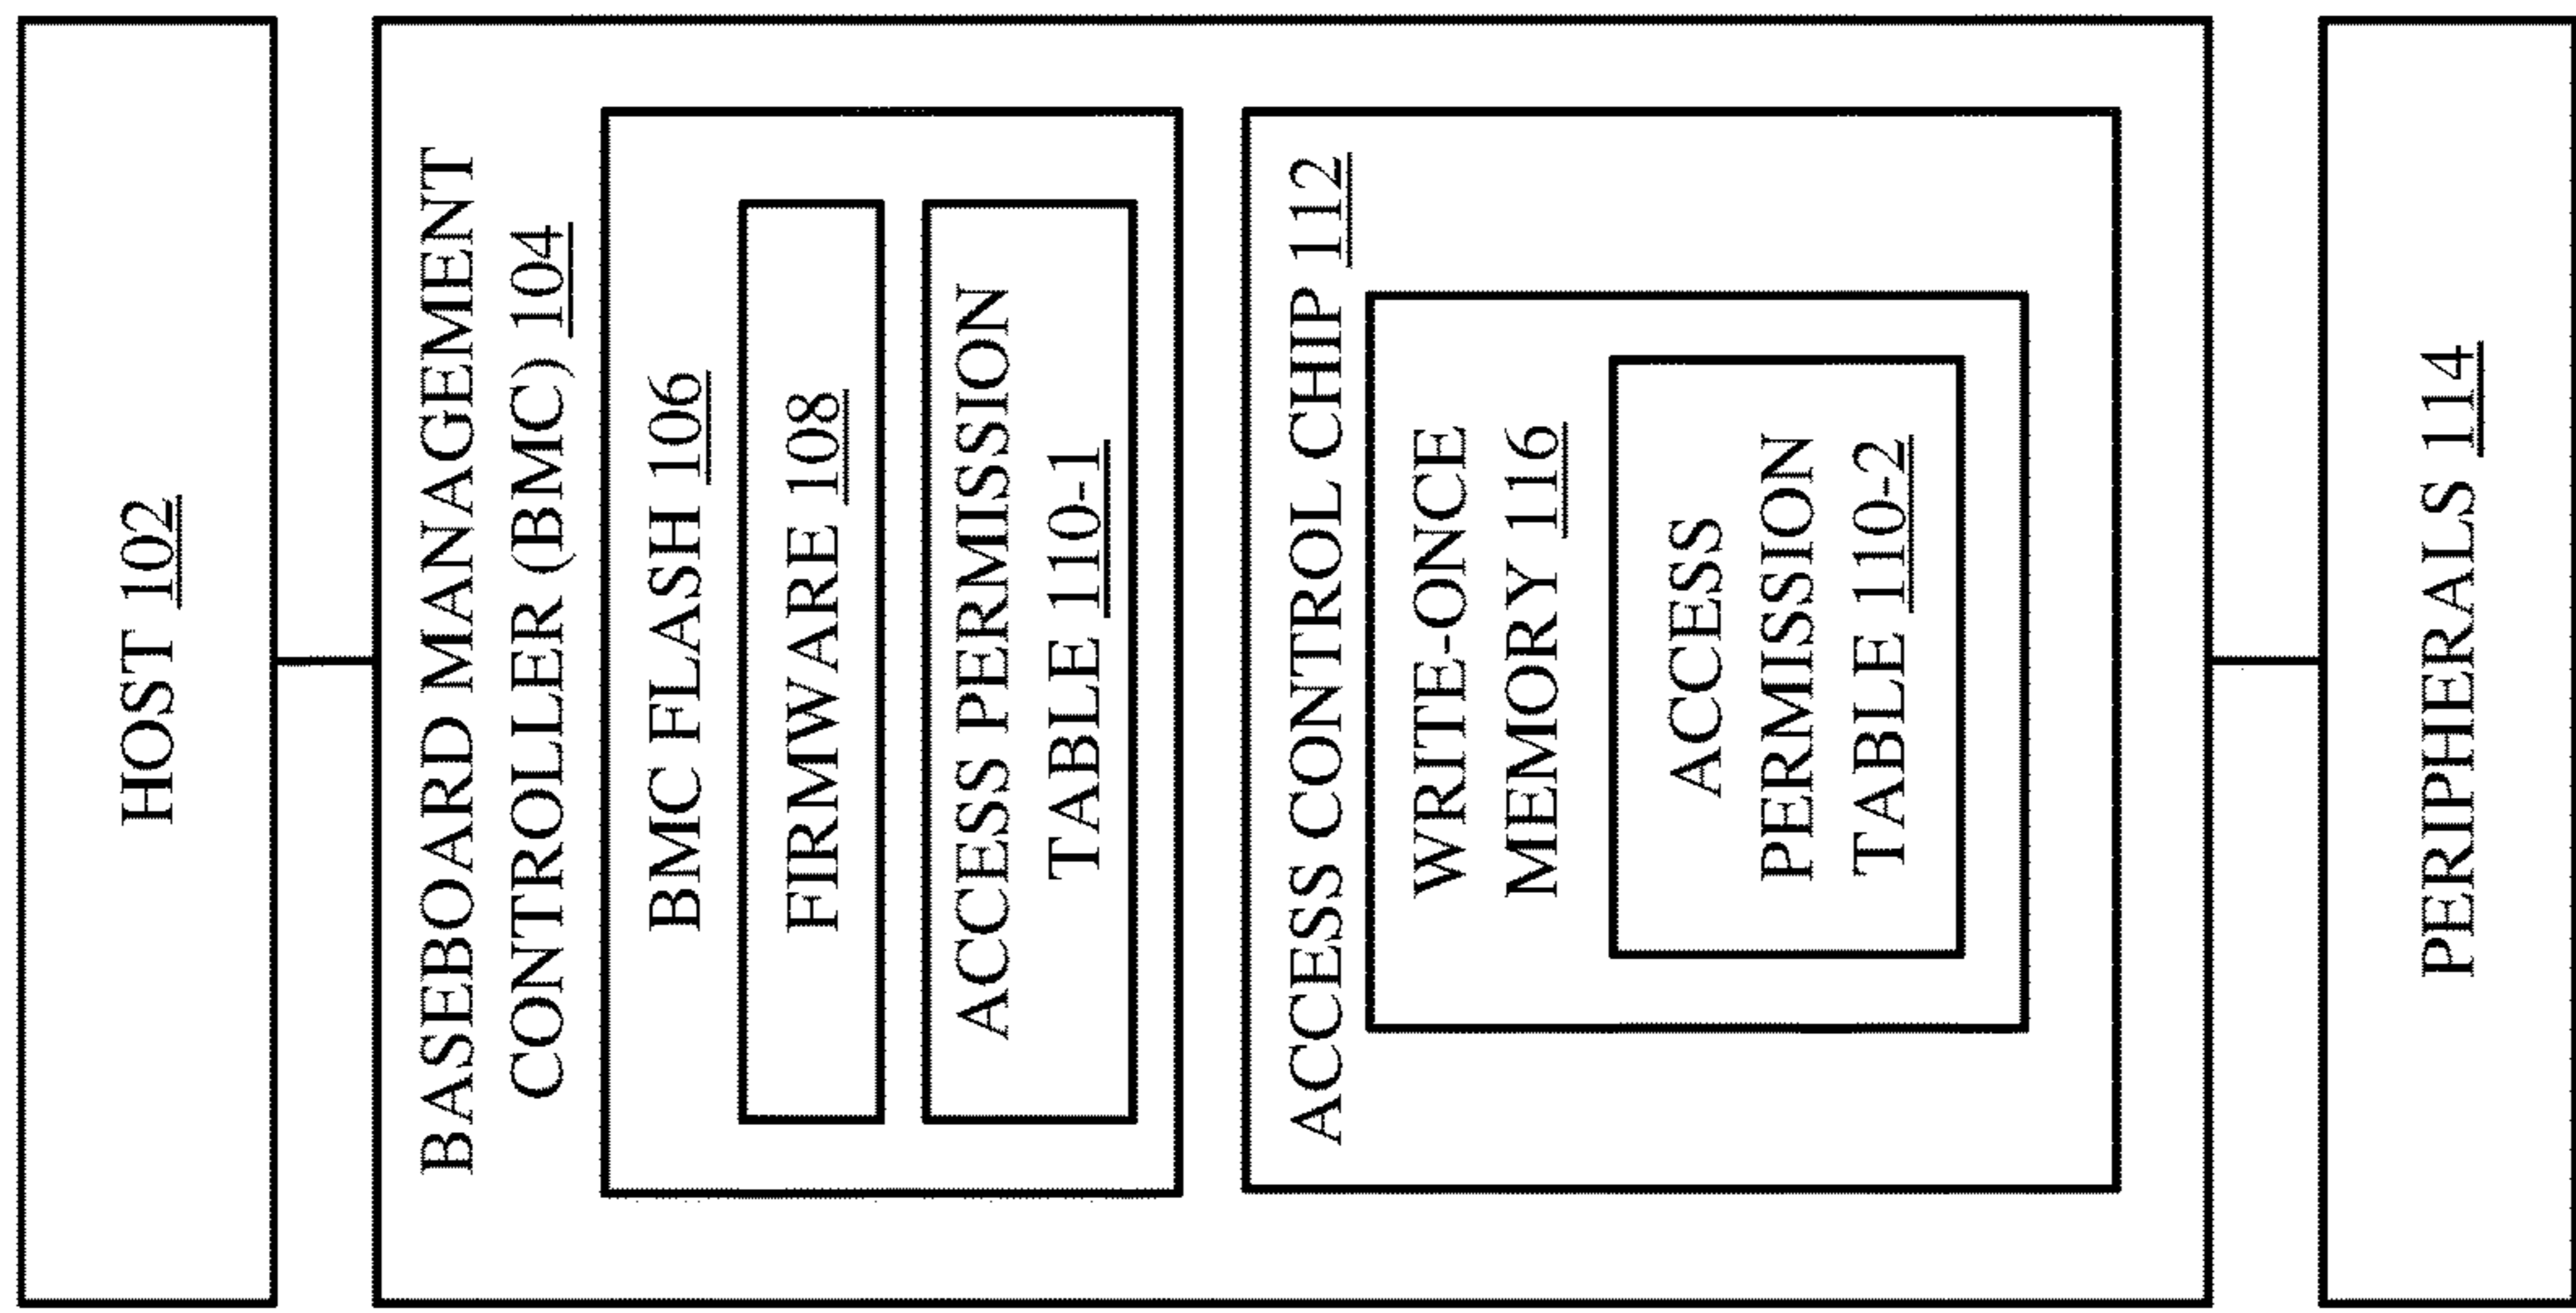 HOST 102
BASEBOARD MANAGEMENT
CONTROLLER (BMC) 104
BMC FLASH 106
FIRMWARE 108
ACCESS PERMISSION
TABLE 110-1
ACCESS CONTROL CHIP 112
WRITE-ONCE
MEMORY 116
ACCESS
PERMISSION
TABLE 110-2
PERIPHERALS 114